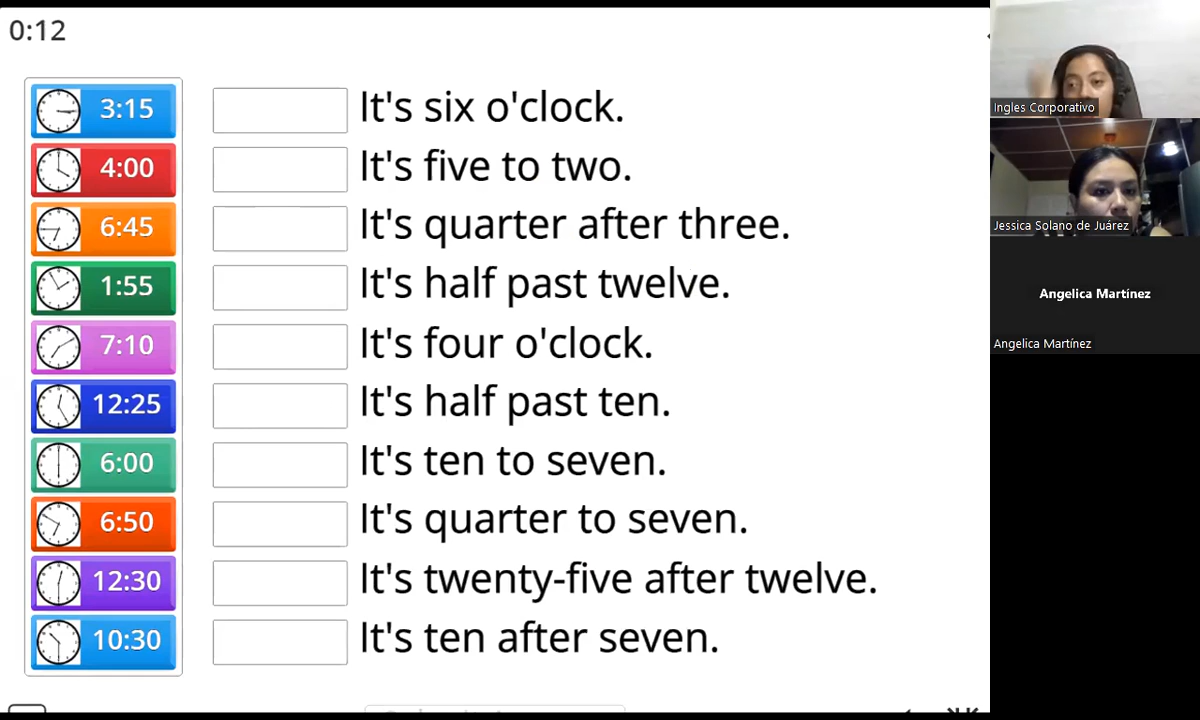 0:12
3:15
4:00
6:45
1:55
7:10
12:25
6:00
6:50
12:30
10:30
It's six o'clock.
It's five to two.
It's quarter after three.
It's half past twelve.
It's four o'clock.
It's half past ten.
It's ten to seven.
It's quarter to seven.
It's twenty-five after twelve.
It's ten after seven.
Ingles Corporativo
Jessica Solano de Juárez
Angelica Martínez
Angelica Martínez